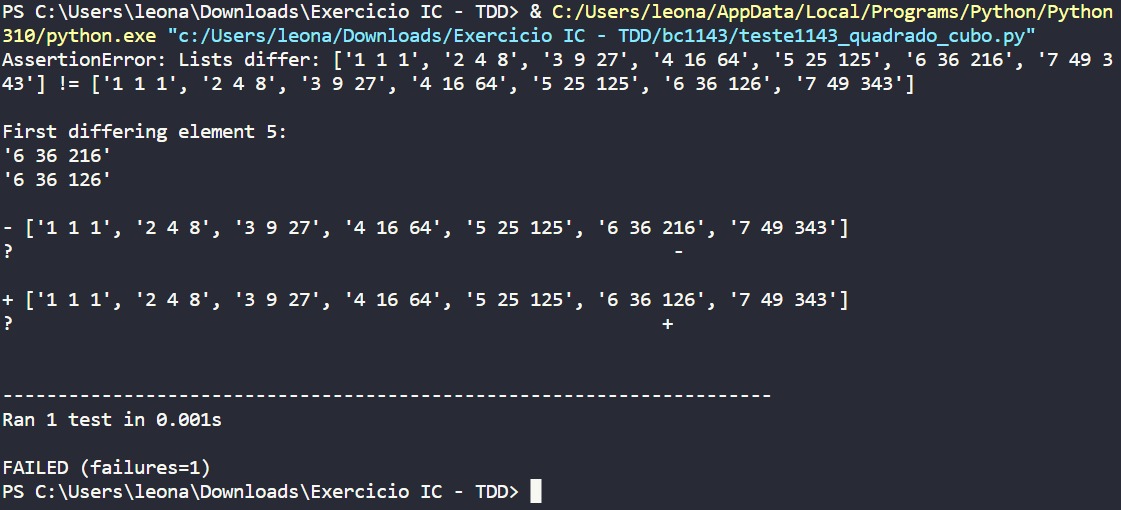 PS C:\Users\leona\Downloads\Exercicio IC - TDD> & C:/Users/leona/AppData/Local/Programs/Python/Python
310/python.exe "c:/Users/leona/Downloads/Exercicio IC - TDD/bc1143/teste1143_quadrado_cubo.py"
AssertionError: Lists differ: ['1 1 1', '2 4 8', '3 9 27', '4 16 64', '5 25 125', '6 36 216', '7 49 3
43'] != ['1 1 1', '2 4 8', '3 9 27', '4 16 64', '5 25 125', '6 36 126', '7 49 343']
First differing element 5:
'6 36 216'
'6 36 126'
- ['1 1 1', '2 4 8', '3 9 27', '4 16 64', '5 25 125', '6 36 216', '7 49 343']
?                                                             -
+ ['1 1 1', '2 4 8', '3 9 27', '4 16 64', '5 25 125', '6 36 126', '7 49 343']
?                                                            +
----------------------------------------------------------------------
Ran 1 test in 0.001s
FAILED (failures=1)
PS C:\Users\leona\Downloads\Exercicio IC - TDD>